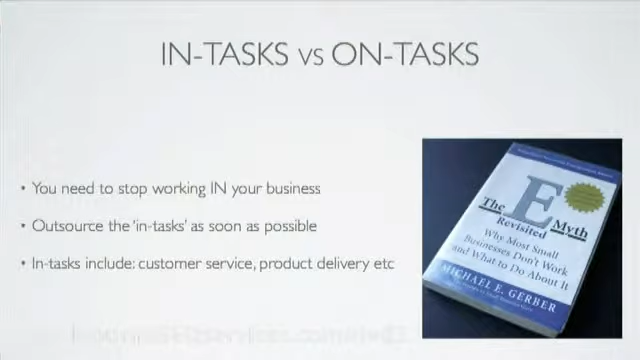 IN-TASKS VS ON-TASKS
• You need to stop working IN your business
• Outsource the 'in-tasks' as soon as possible
• In-tasks include: customer service, product delivery etc
The E Myth
Revisited
Why Most Small
Businesses Don't Work
and What to Do About It
MICHAEL E. GERBER